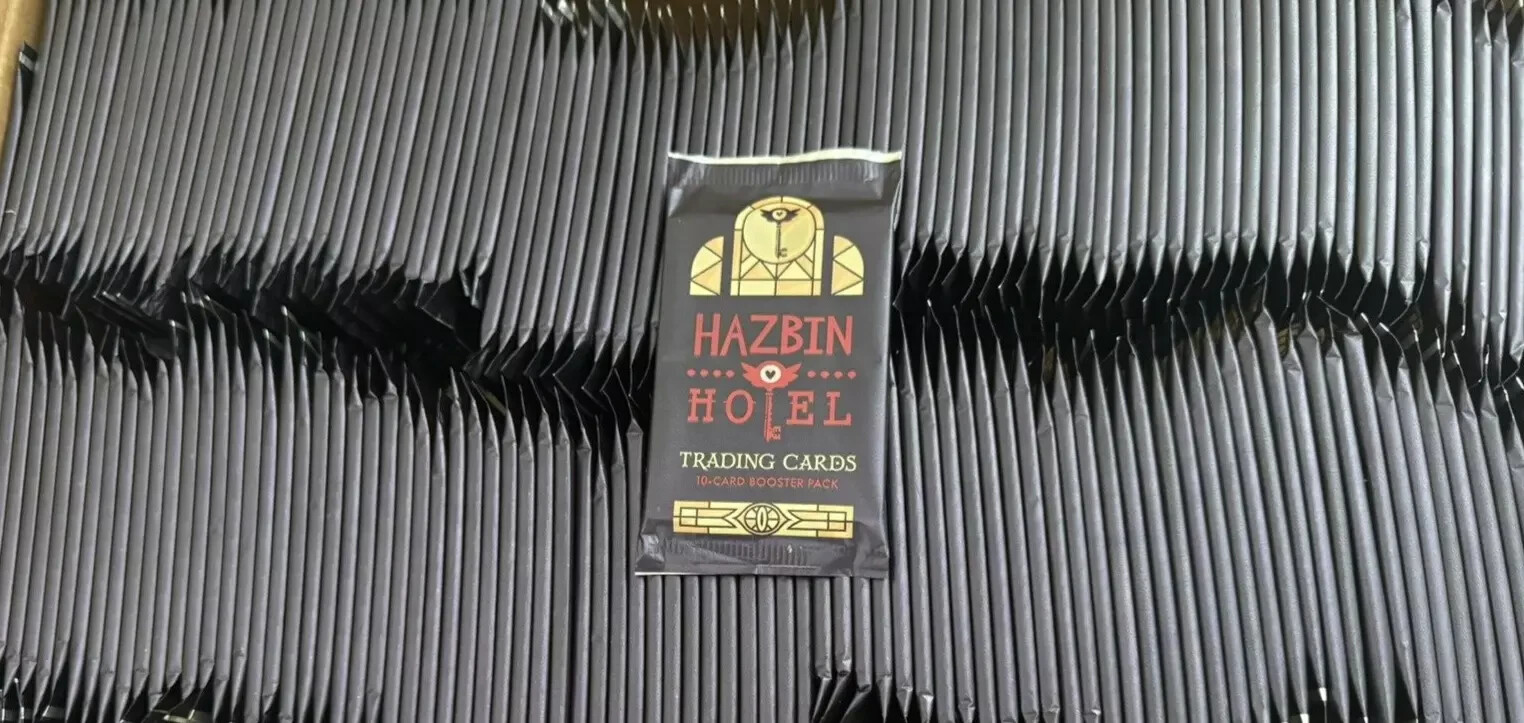 HAZBIN
HOTEL
TRADING CARDS
10-CARD BOOSTER PACK